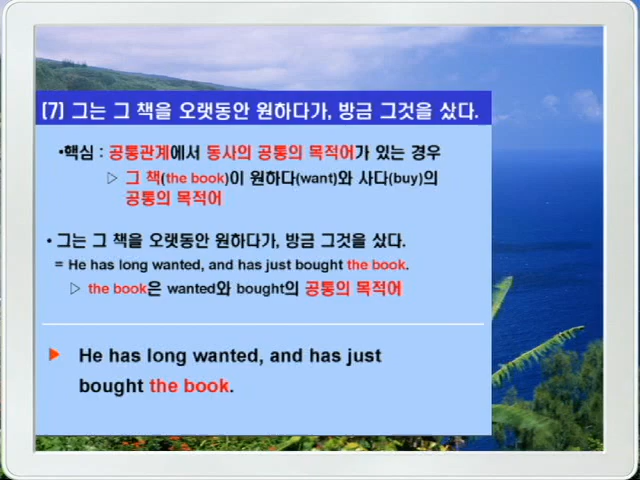 [7] 그는 그 책을 오랫동안 원하다가, 방금 그것을 샀다.
•핵심 : 공통관계에서 동사의 공통의 목적어가 있는 경우
▷ 그 책(the book)이 원하다(want)와 사다(buy)의
공통의 목적어
• 그는 그 책을 오랫동안 원하다가, 방금 그것을 샀다.
= He has long wanted, and has just bought the book.
▷ the book은 wanted와 bought의 공통의 목적어
▶ He has long wanted, and has just
bought the book.